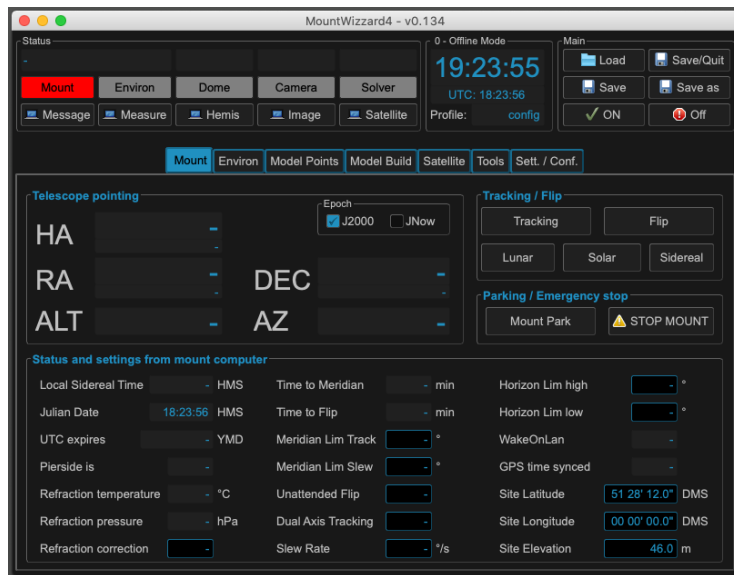 MountWizzard4 - v0.134
Status
0 - Offline Mode
Main
-
19:23:55
Load
Save/Quit
Mount
Environ
Dome
Camera
Solver
UTC: 18:23:56
Save
Save as
Message
Measure
Hemis
Image
Satellite
Profile:
config
ON
Off
Mount
Environ
Model Points
Model Build
Satellite
Tools
Sett. / Conf.
Telescope pointing
Epoch
J2000
JNow
HA
-
-
RA
-
-
DEC
-
-
ALT
-
AZ
-
Tracking / Flip
Tracking
Flip
Lunar
Solar
Sidereal
Parking / Emergency stop
Mount Park
STOP MOUNT
Status and settings from mount computer
Local Sidereal Time - HMS
Time to Meridian - min
Horizon Lim high - °
Julian Date 18:23:56 HMS
Time to Flip - min
Horizon Lim low - °
UTC expires - YMD
Meridian Lim Track - °
WakeOnLan -
Pierside is -
Meridian Lim Slew - °
GPS time synced -
Refraction temperature - °C
Unattended Flip -
Site Latitude 51 28' 12.0" DMS
Refraction pressure - hPa
Dual Axis Tracking -
Site Longitude 00 00' 00.0" DMS
Refraction correction -
Slew Rate - °/s
Site Elevation 46.0 m